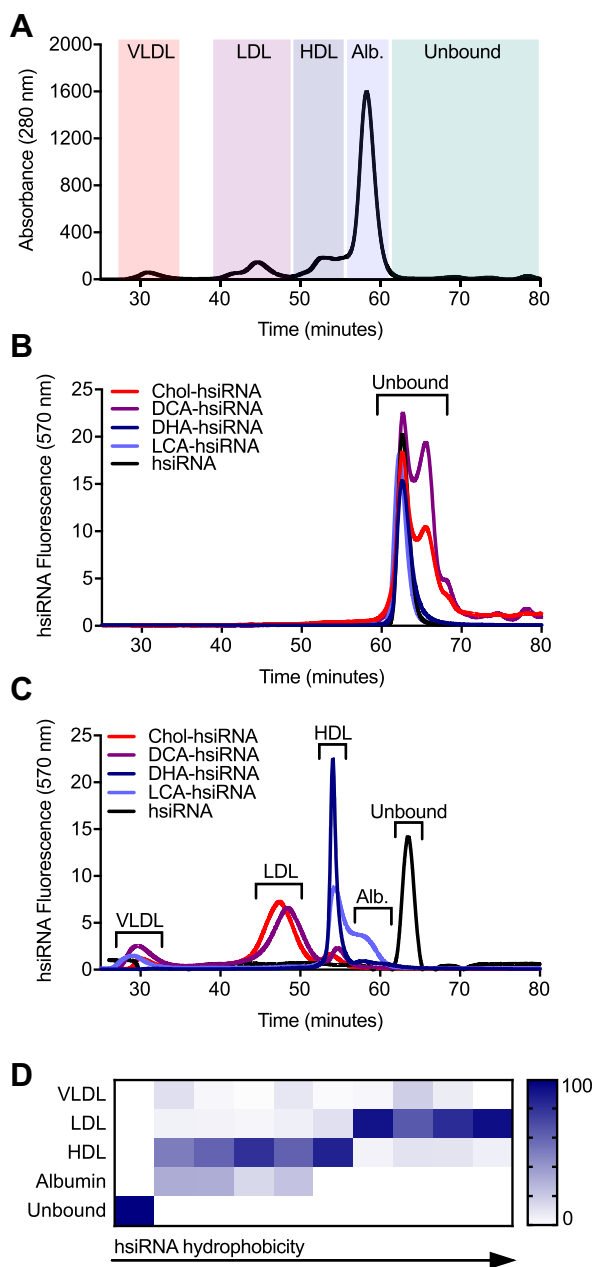 A
VLDL LDL HDL Alb. Unbound
2000
1600
1200
800
400
0
Absorbance (280 nm)
30 40 50 60 70 80
Time (minutes)
B
Unbound
Chol-hsiRNA
DCA-hsiRNA
DHA-hsiRNA
LCA-hsiRNA
hsiRNA
25
20
15
10
5
0
hsiRNA Fluorescence (570 nm)
30 40 50 60 70 80
Time (minutes)
C
HDL
Chol-hsiRNA
DCA-hsiRNA
DHA-hsiRNA
LCA-hsiRNA
hsiRNA
Unbound
LDL
Alb.
VLDL
25
20
15
10
5
0
hsiRNA Fluorescence (570 nm)
30 40 50 60 70 80
Time (minutes)
D
VLDL
LDL
HDL
Albumin
Unbound
100
0
hsiRNA hydrophobicity